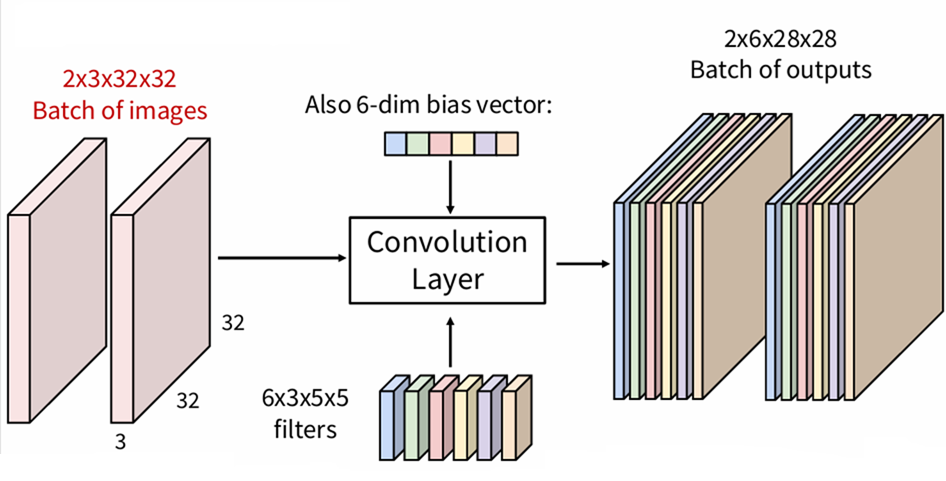 2x3x32x32
Batch of images
Also 6-dim bias vector:
2x6x28x28
Batch of outputs
Convolution
Layer
32
32
3
6x3x5x5
filters